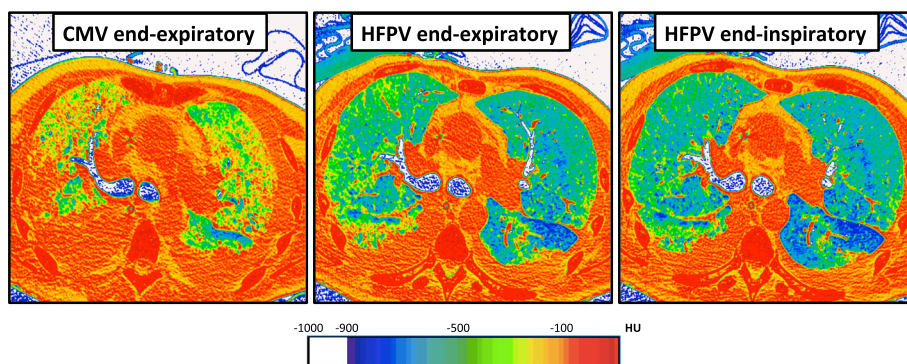 CMV end-expiratory
HFPV end-expiratory
HFPV end-inspiratory
-1000 -900 -500 -100 HU